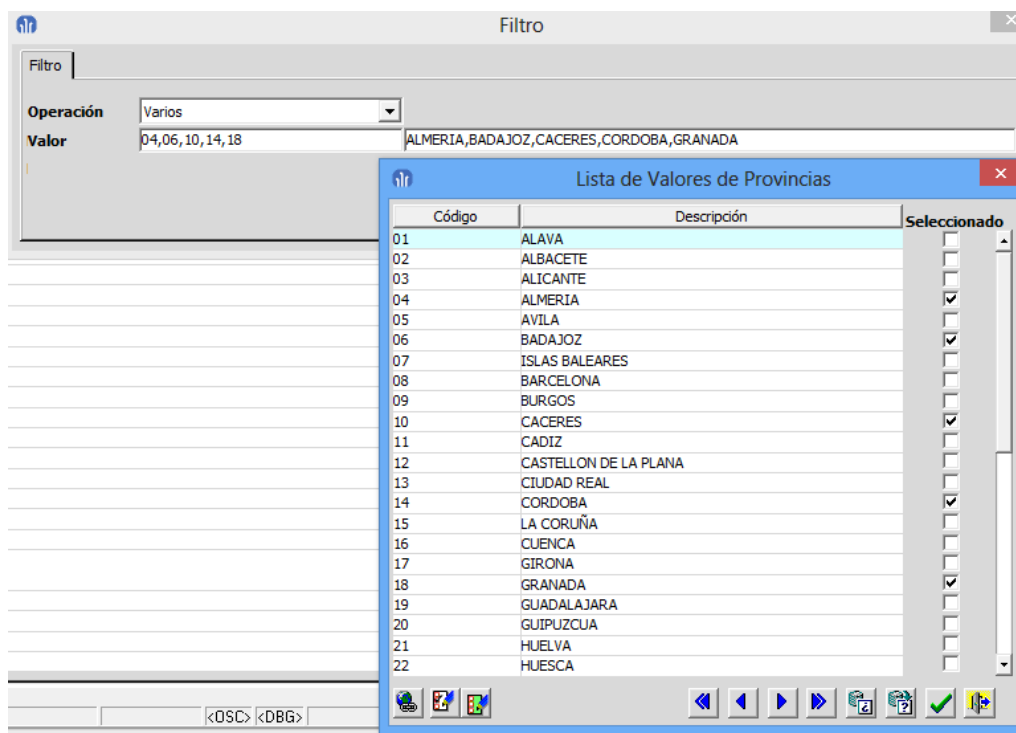 Filtro
Filtro
Operación Varios
Valor 04,06,10,14,18 ALMERIA,BADAJOZ,CACERES,CORDOBA,GRANADA
Lista de Valores de Provincias
Código Descripción Seleccionado
01 ALAVA
02 ALBACETE
03 ALICANTE
04 ALMERIA
05 AVILA
06 BADAJOZ
07 ISLAS BALEARES
08 BARCELONA
09 BURGOS
10 CACERES
11 CADIZ
12 CASTELLON DE LA PLANA
13 CIUDAD REAL
14 CORDOBA
15 LA CORUÑA
16 CUENCA
17 GIRONA
18 GRANADA
19 GUADALAJARA
20 GUIPUZCUA
21 HUELVA
22 HUESCA
<OSC> <DBG>